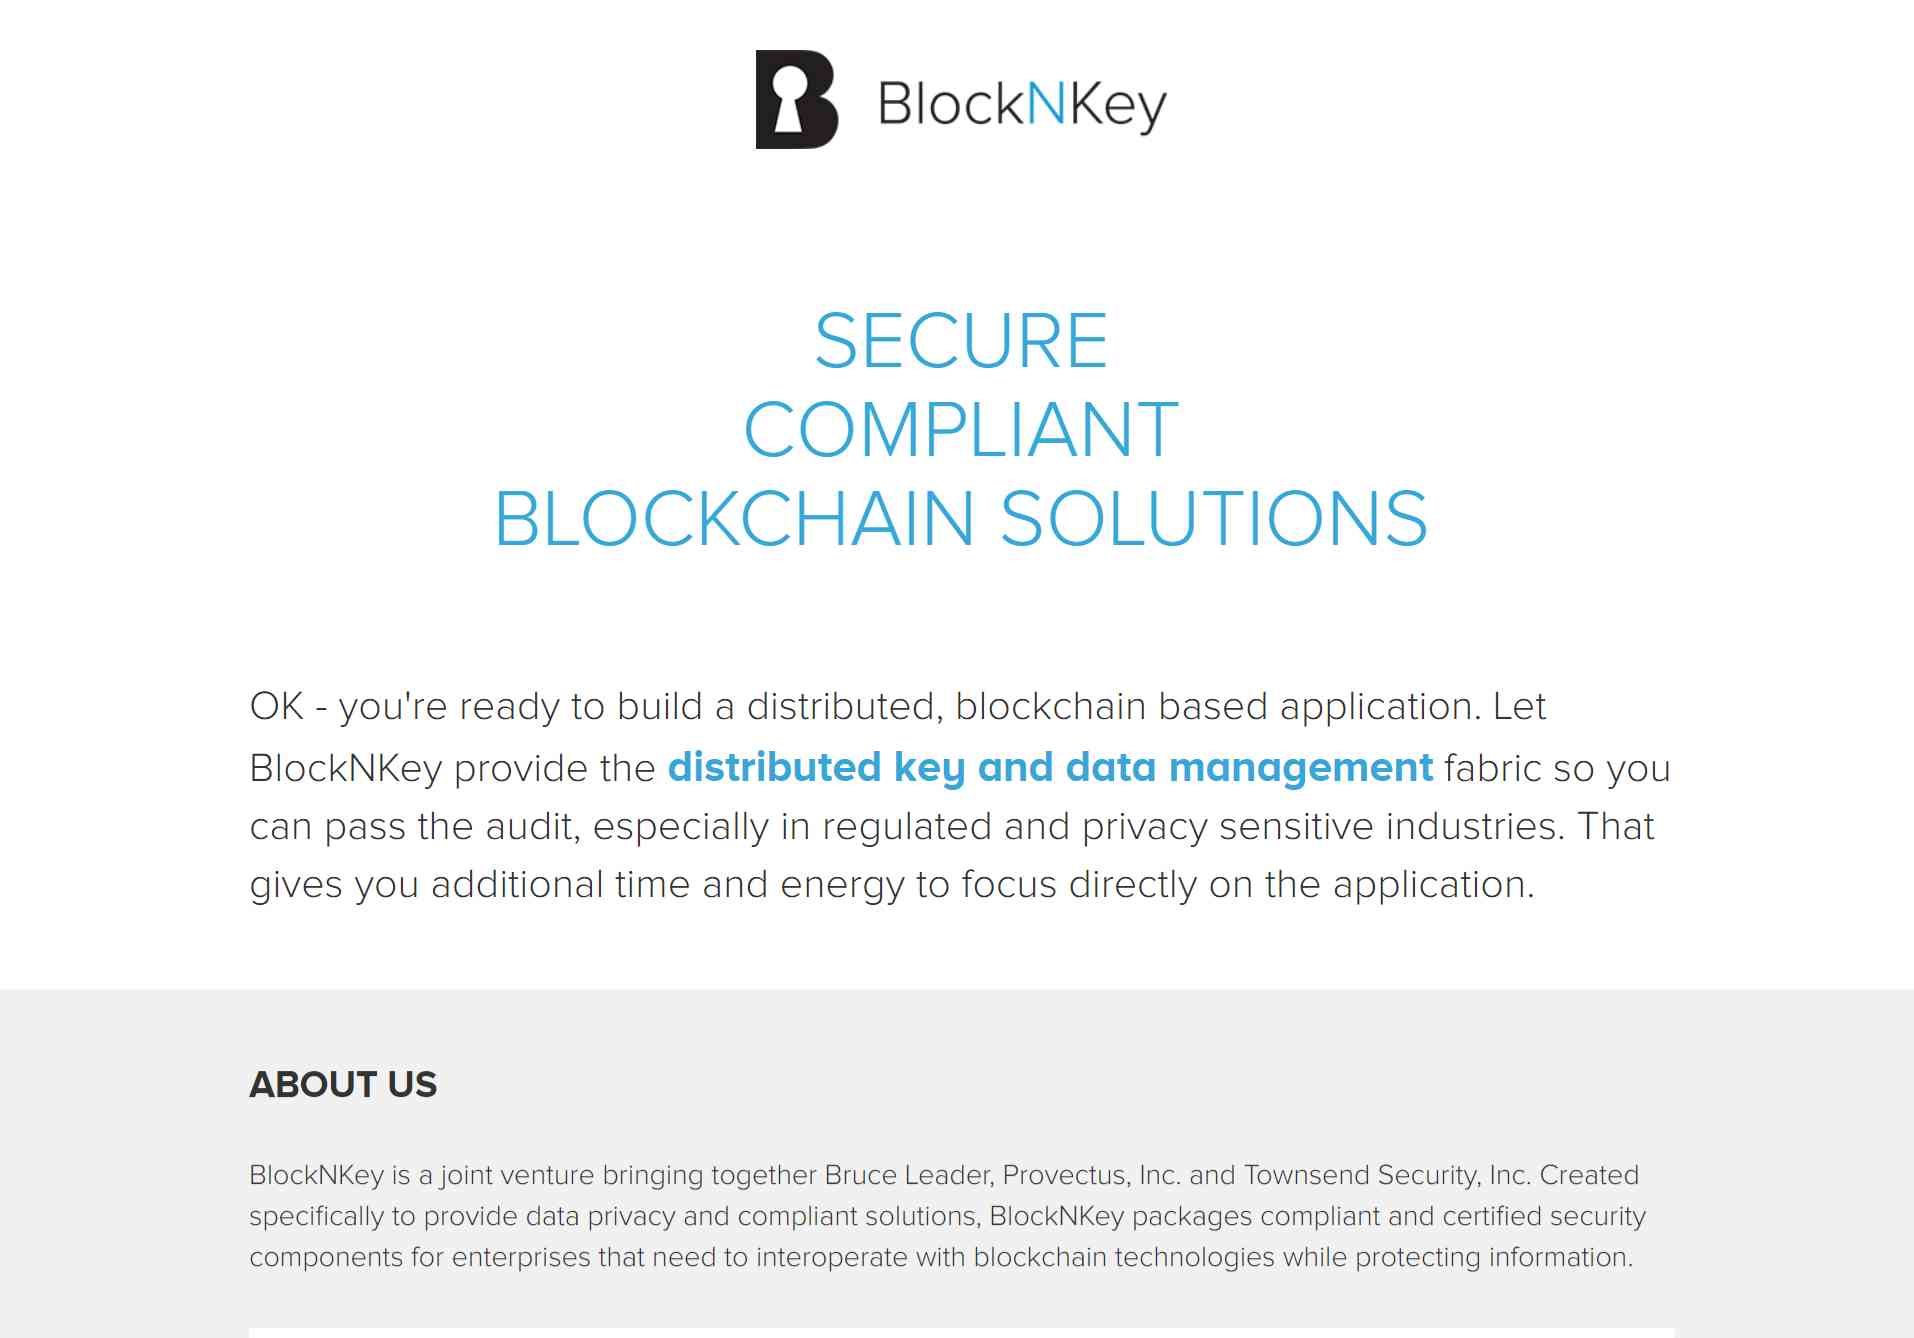 BlockNKey
SECURE
COMPLIANT
BLOCKCHAIN SOLUTIONS
OK - you're ready to build a distributed, blockchain based application. Let
BlockNKey provide the distributed key and data management fabric so you
can pass the audit, especially in regulated and privacy sensitive industries. That
gives you additional time and energy to focus directly on the application.
ABOUT US
BlockNKey is a joint venture bringing together Bruce Leader, Provectus, Inc. and Townsend Security, Inc. Created
specifically to provide data privacy and compliant solutions, BlockNKey packages compliant and certified security
components for enterprises that need to interoperate with blockchain technologies while protecting information.